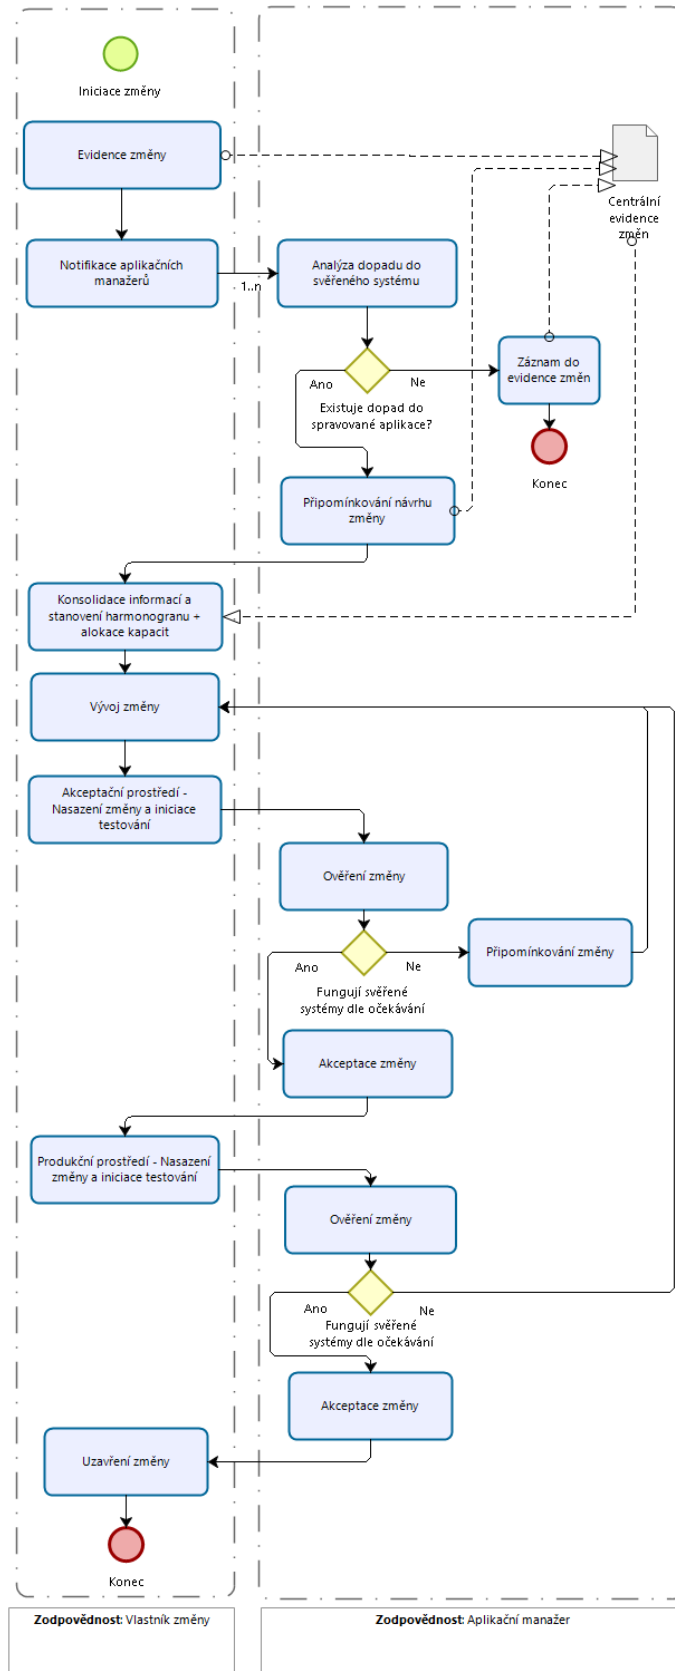 Iniciace změny
Evidence změny
Centrální
evidence
změn
Notifikace aplikačních
manažerů
1..n
Analýza dopadu do
svěřeného systému
Ano
Ne
Existuje dopad do
spravované aplikace?
Záznam do
evidence změn
Konec
Připomínkování návrhu
změny
Konsolidace informací a
stanovení harmonogranu +
alokace kapacit
Vývoj změny
Akceptační prostředí -
Nasazení změny a iniciace
testování
Ověření změny
Ano
Ne
Fungují svěřené
systémy dle očekávání
Připomínkování změny
Akceptace změny
Produkční prostředí - Nasazení
změny a iniciace testování
Ověření změny
Ano
Ne
Fungují svěřené
systémy dle očekávání
Akceptace změny
Uzavření změny
Konec
Zodpovědnost: Vlastník změny
Zodpovědnost: Aplikační manažer